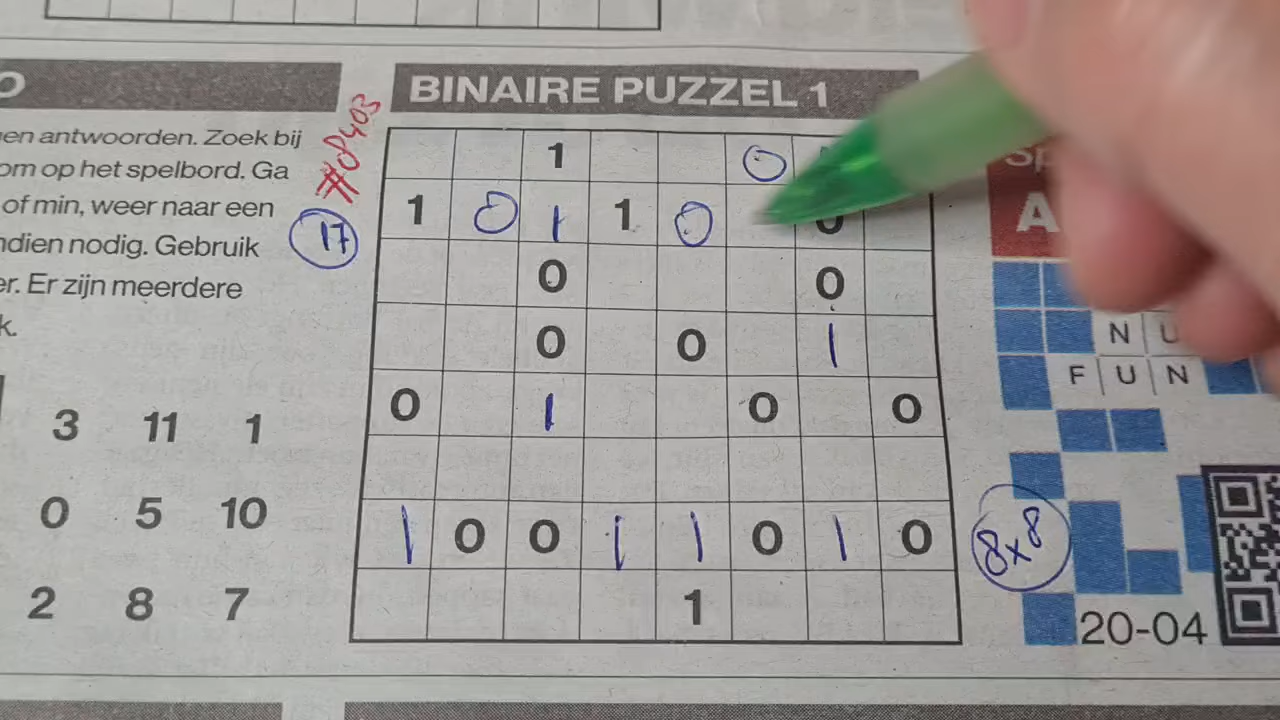 O
BINAIRE PUZZEL 1
en antwoorden. Zoek bij
om op het spelbord. Ga
of min, weer naar een
ndien nodig. Gebruik
er. Er zijn meerdere
k.
17
3 11 1
0 5 10
2 8 7
1 0
1 0 1 1 0 0
0 0
0 0 1
0 1 0 0
1 0 0 1 1 0 1 0
1
8x8
Sp
A
N U
F U N
20-04